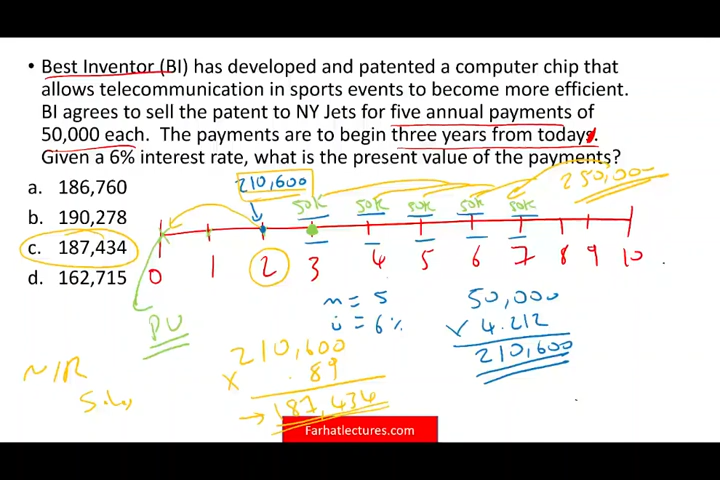 • Best Inventor (BI) has developed and patented a computer chip that
allows telecommunication in sports events to become more efficient.
BI agrees to sell the patent to NY Jets for five annual payments of
50,000 each. The payments are to begin three years from today.
Given a 6% interest rate, what is the present value of the payments?
a. 186,760
b. 190,278
c. 187,434
d. 162,715
210,600
250,000
50K 50K 50K 50K 50K
0 1 2 3 4 5 6 7 8 9 10
PV
n = 5
i = 6%
50,000
× 4.212
210,600
210,600
× .89
→ 187,434
N/R
Farhatlectures.com